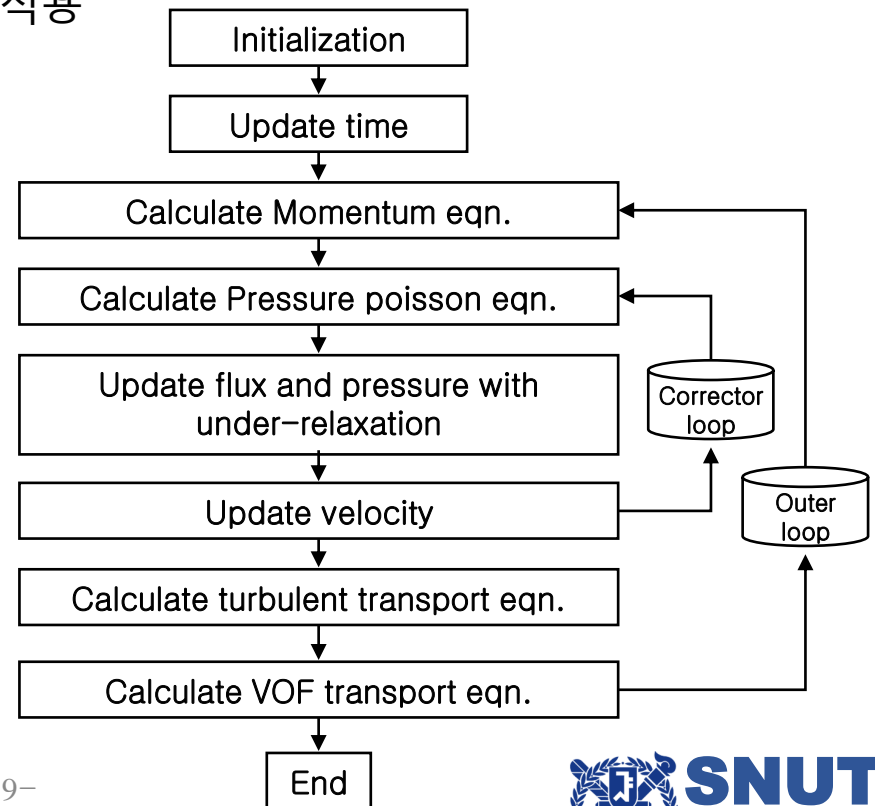 Initialization
Update time
Calculate Momentum eqn.
Calculate Pressure poisson eqn.
Update flux and pressure with
under-relaxation
Corrector
loop
Update velocity
Outer
loop
Calculate turbulent transport eqn.
Calculate VOF transport eqn.
End
9-
SNUT